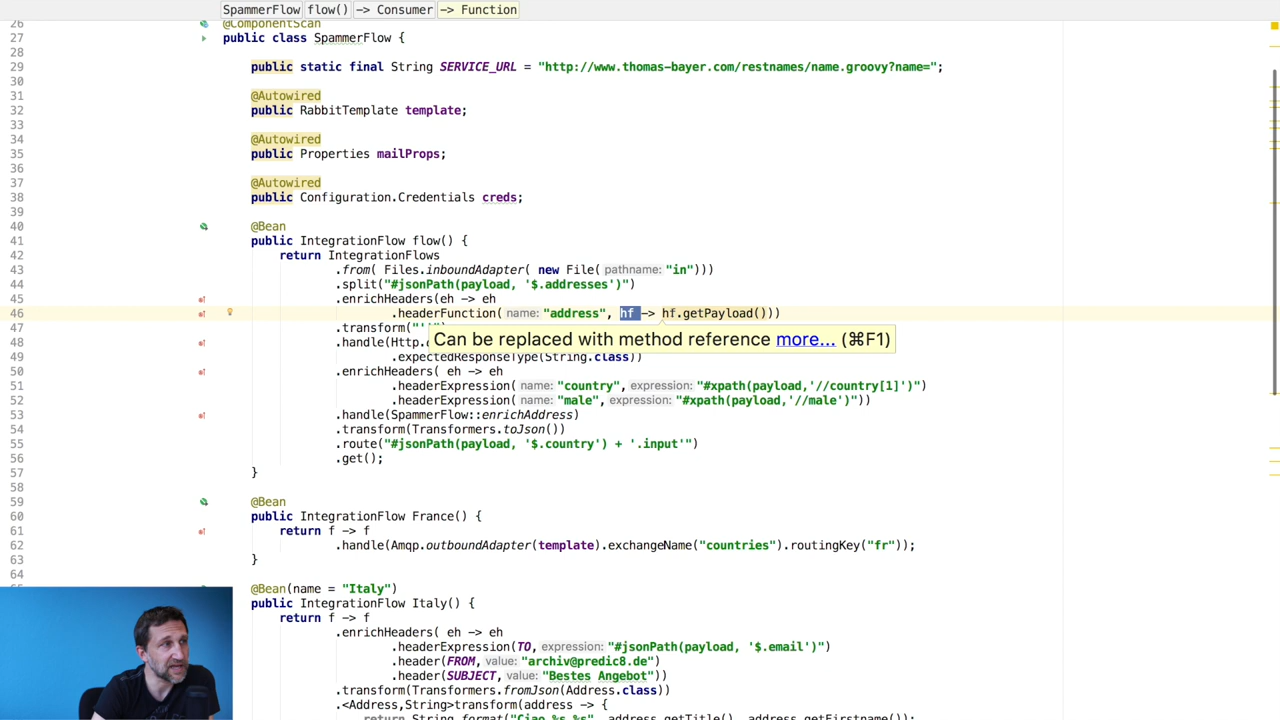 SpammerFlow flow() -> Consumer -> Function
26 @ComponentScan
27 public class SpammerFlow {
28
29 public static final String SERVICE_URL = "http://www.thomas-bayer.com/restnames/name.groovy?name=";
30
31 @Autowired
32 public RabbitTemplate template;
33
34 @Autowired
35 public Properties mailProps;
36
37 @Autowired
38 public Configuration.Credentials creds;
39
40 @Bean
41 public IntegrationFlow flow() {
42 return IntegrationFlows
43 .from( Files.inboundAdapter( new File( pathname: "in")))
44 .split("#jsonPath(payload, '$.addresses')")
45 .enrichHeaders(eh -> eh
46 .headerFunction( name: "address", hf -> hf.getPayload()))
47 .transform("
Can be replaced with method reference more... (⌘F1)
48 .handle(Http.
49 .expectedResponseType(String.class))
50 .enrichHeaders( eh -> eh
51 .headerExpression( name: "country", expression: "#xpath(payload,'//country[1]')")
52 .headerExpression( name: "male", expression: "#xpath(payload,'//male')"))
53 .handle(SpammerFlow::enrichAddress)
54 .transform(Transformers.toJson())
55 .route("#jsonPath(payload, '$.country') + '.input'")
56 .get();
57 }
58
59 @Bean
60 public IntegrationFlow France() {
61 return f -> f
62 .handle(Amqp.outboundAdapter(template).exchangeName("countries").routingKey("fr"));
63 }
64
@Bean(name = "Italy")
public IntegrationFlow Italy() {
return f -> f
.enrichHeaders( eh -> eh
.headerExpression(TO, expression: "#jsonPath(payload, '$.email')")
.header(FROM, value: "archiv@predic8.de")
.header(SUBJECT, value: "Bestes Angebot"))
.transform(Transformers.fromJson(Address.class))
.<Address,String>transform(address -> {
return String.format("Ciao %s %s", address.getTitle(), address.getFirstname());